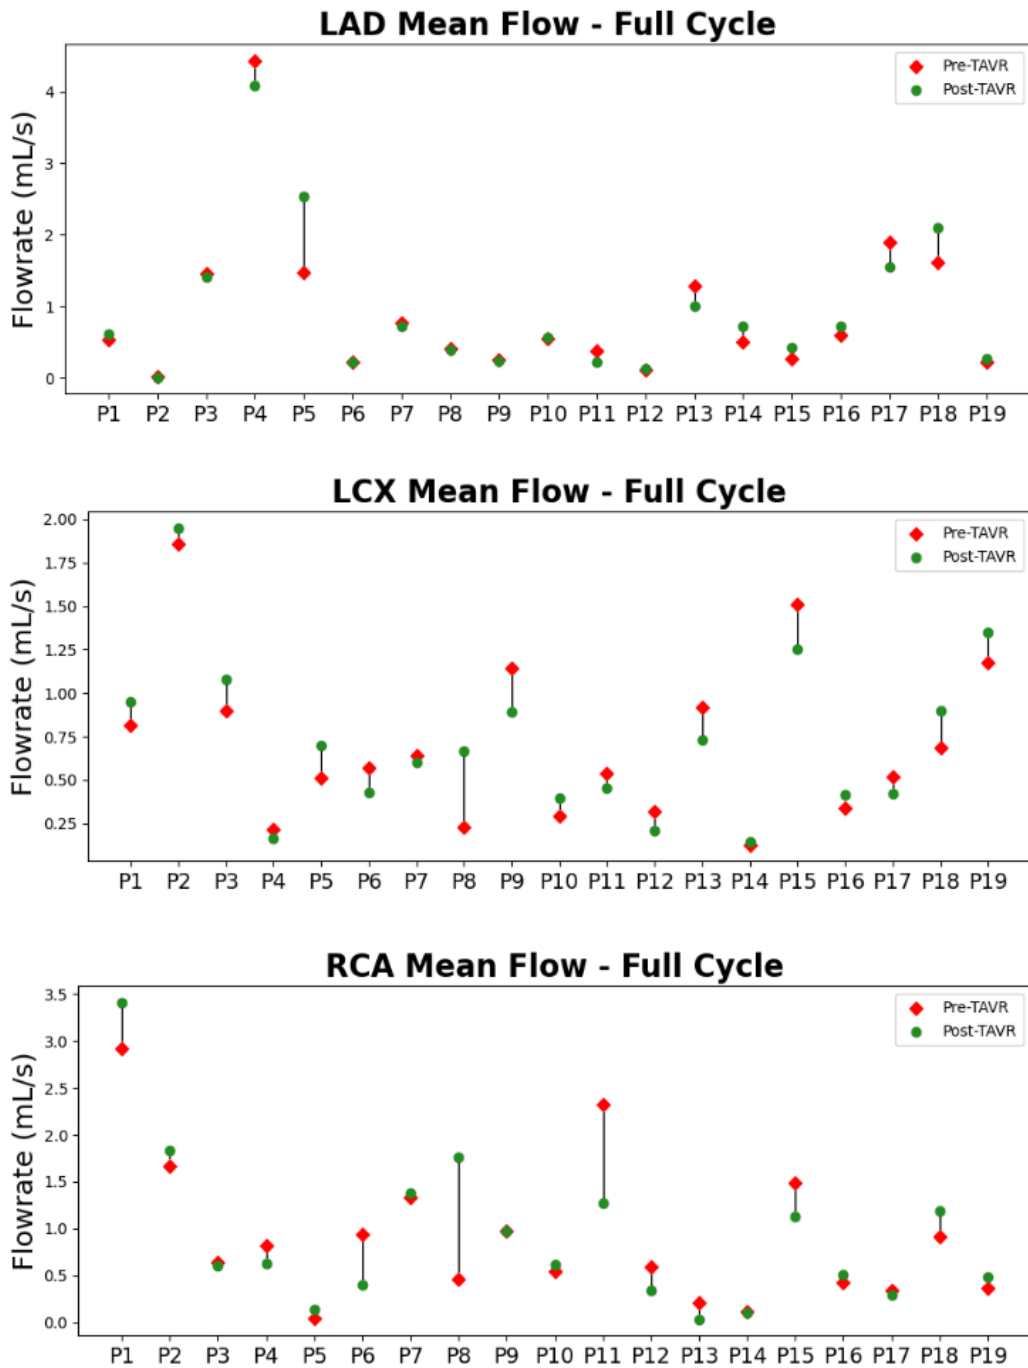 LAD Mean Flow - Full Cycle
Pre-TAVR
Post-TAVR
Flowrate (mL/s)
4
3
2
1
0
P1 P2 P3 P4 P5 P6 P7 P8 P9 P10 P11 P12 P13 P14 P15 P16 P17 P18 P19
LCX Mean Flow - Full Cycle
Pre-TAVR
Post-TAVR
Flowrate (mL/s)
2.00
1.75
1.50
1.25
1.00
0.75
0.50
0.25
P1 P2 P3 P4 P5 P6 P7 P8 P9 P10 P11 P12 P13 P14 P15 P16 P17 P18 P19
RCA Mean Flow - Full Cycle
Pre-TAVR
Post-TAVR
Flowrate (mL/s)
3.5
3.0
2.5
2.0
1.5
1.0
0.5
0.0
P1 P2 P3 P4 P5 P6 P7 P8 P9 P10 P11 P12 P13 P14 P15 P16 P17 P18 P19